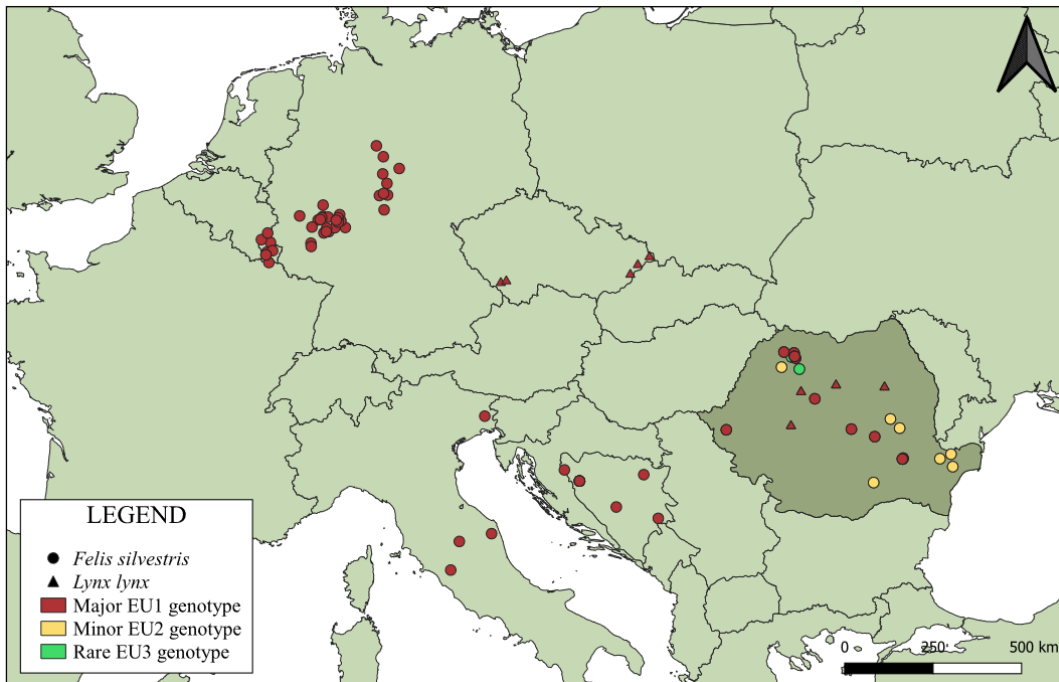 LEGEND
Felis silvestris
Lynx lynx
Major EU1 genotype
Minor EU2 genotype
Rare EU3 genotype
0 250 500 km